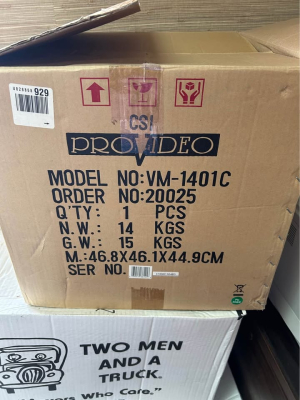 929
CSI
PROVIDEO
MODEL NO:VM-1401C
ORDER NO:20025
Q'TY: 1 PCS
N.W.: 14 KGS
G.W.: 15 KGS
M.:46.8X46.1X44.9CM
SER NO.
TWO MEN
AND A
TRUCK.
Who Care."